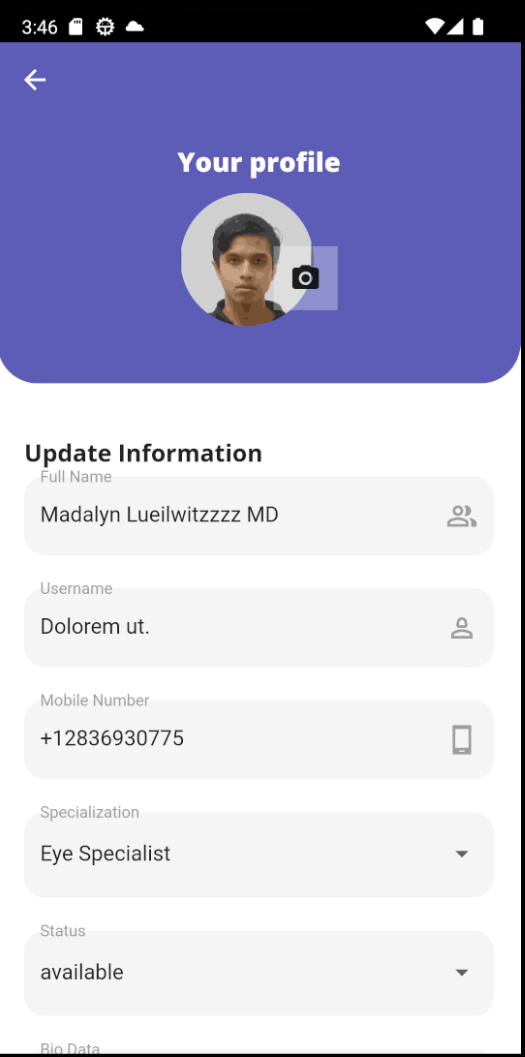 3:46
Your profile
Update Information
Full Name
Madalyn Lueilwitzzzz MD
Username
Dolorem ut.
Mobile Number
+12836930775
Specialization
Eye Specialist
Status
available
Bio Data